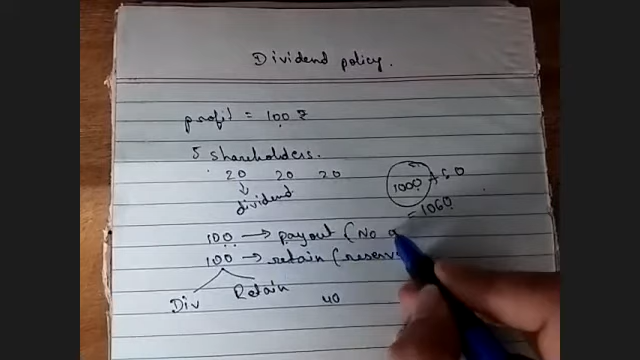 Dividend policy.
profit = 100 ₹
5 shareholders.
20 20 20
dividend
1000 + 60
= 1060
100 → payout (No
100 → retain (reserv
Div Retain 40